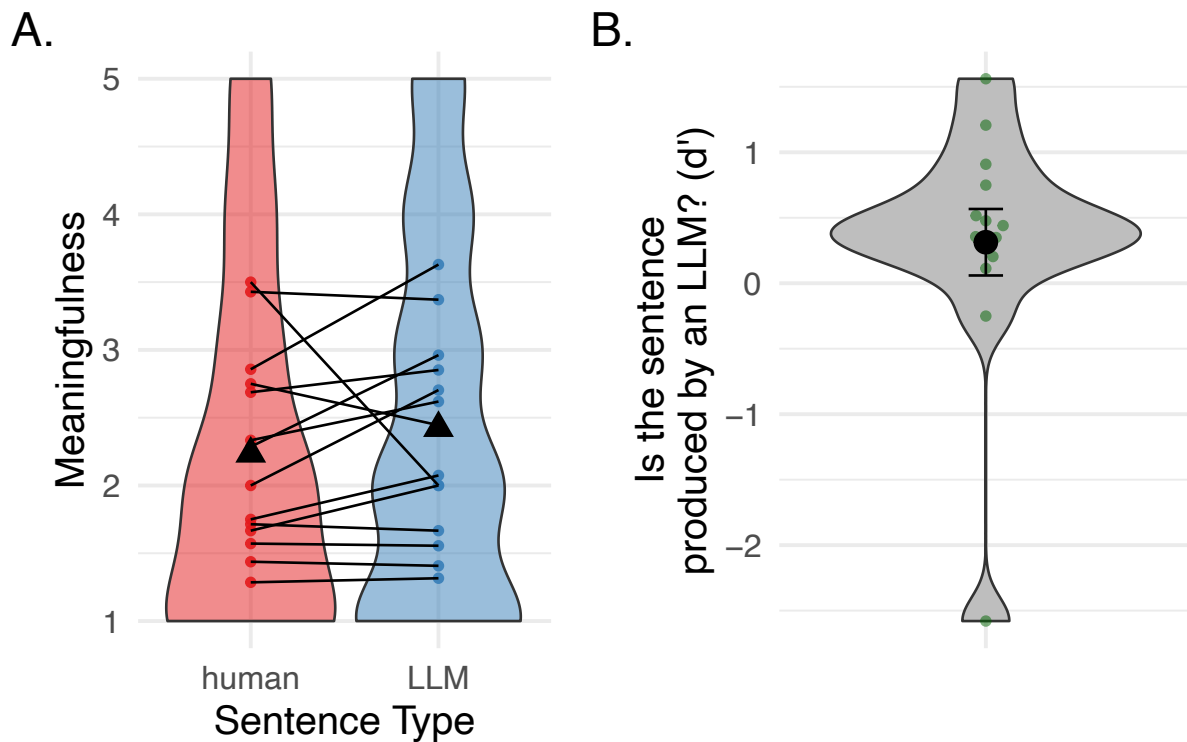 A.
B.
Meaningfulness
5
4
3
2
1
human
LLM
Sentence Type
Is the sentence
produced by an LLM? (d')
1
0
−1
−2